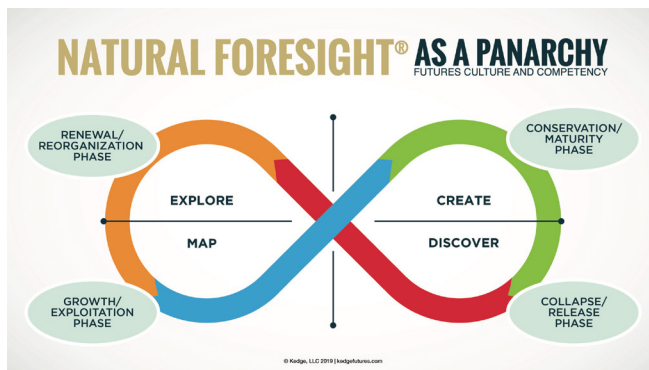 NATURAL FORESIGHT® AS A PANARCHY
FUTURES CULTURE AND COMPETENCY
RENEWAL/
REORGANIZATION
PHASE
CONSERVATION/
MATURITY
PHASE
EXPLORE
CREATE
MAP
DISCOVER
GROWTH/
EXPLOITATION
PHASE
COLLAPSE/
RELEASE
PHASE
© Kedge, LLC 2019 | kedgefutures.com